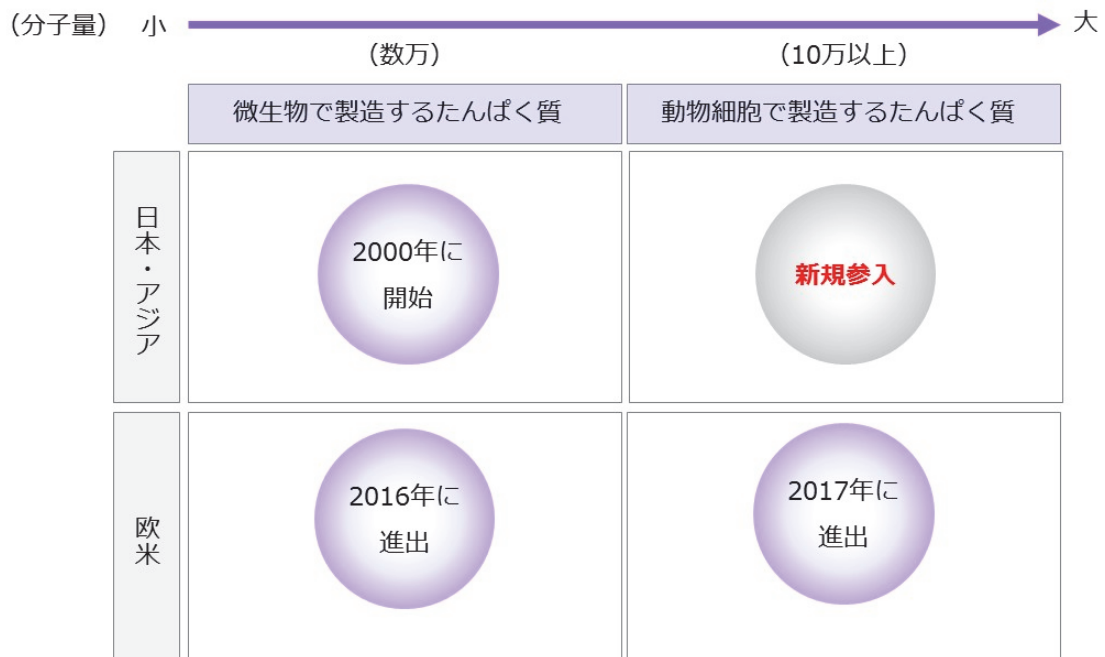 （分子量） 小 大
（数万） （10万以上）
微生物で製造するたんぱく質 動物細胞で製造するたんぱく質
日本・アジア
2000年に
開始
新規参入
欧米
2016年に
進出
2017年に
進出